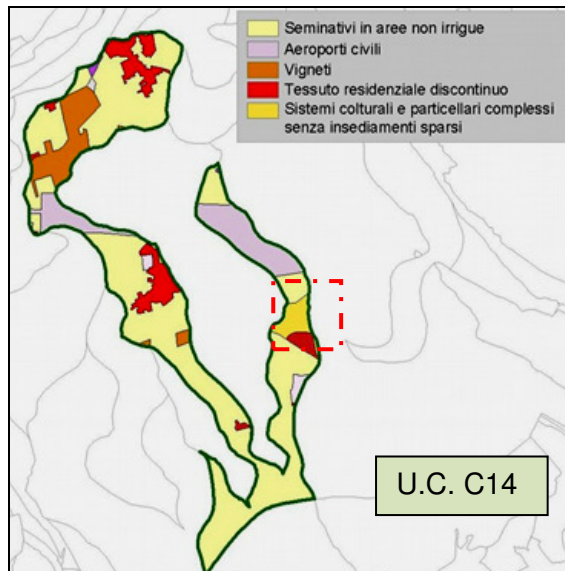 Seminativi in aree non irrigue
Aeroporti civili
Vigneti
Tessuto residenziale discontinuo
Sistemi colturali e particellari complessi
senza insediamenti sparsi
U.C. C14